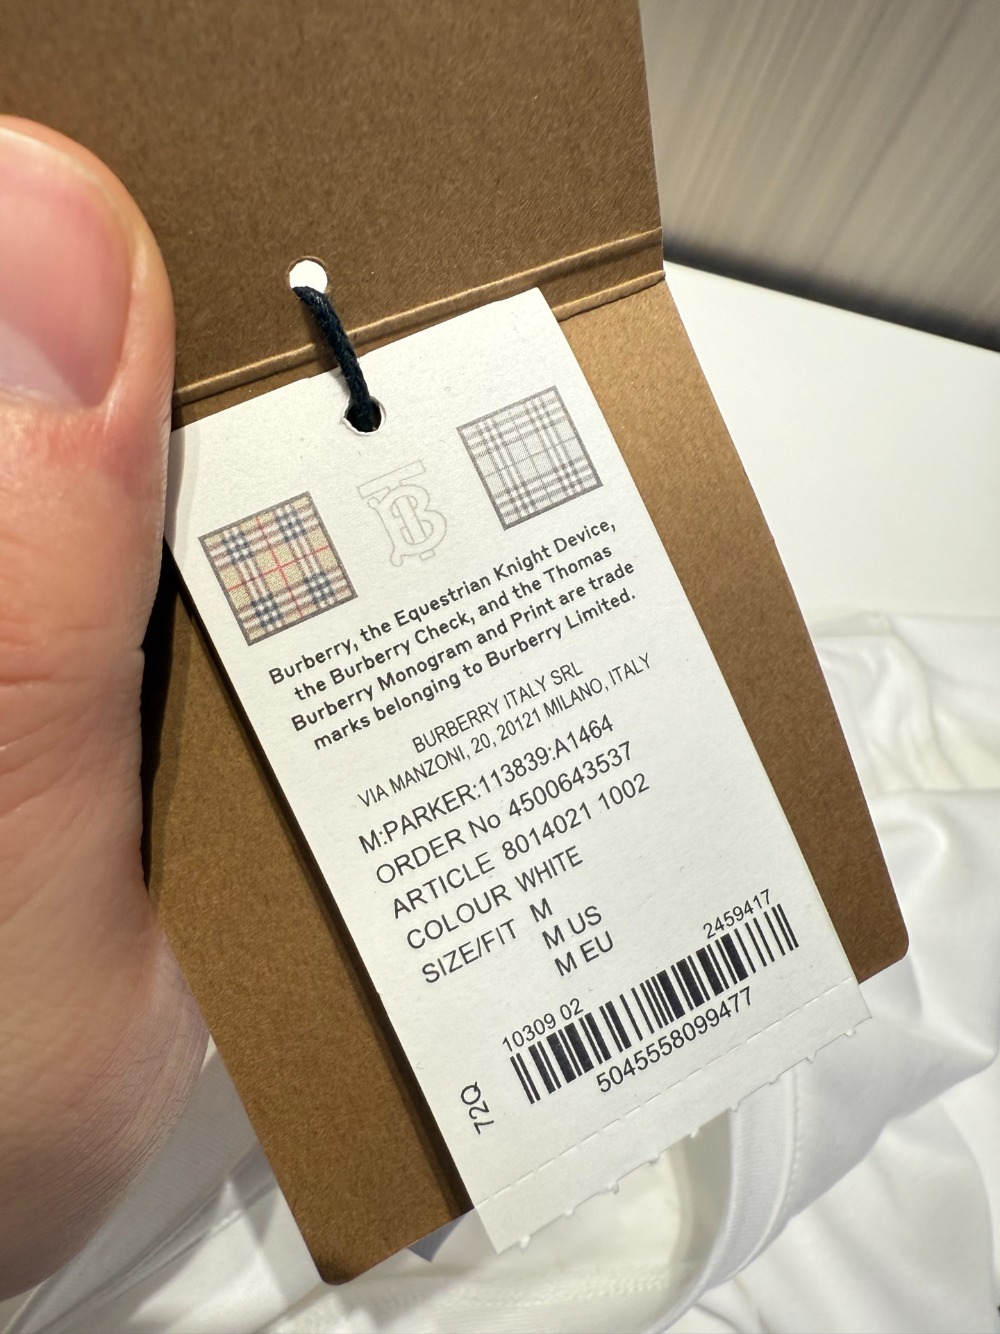 Burberry, the Equestrian Knight Device,
the Burberry Check, and the Thomas
Burberry Monogram and Print are trade
marks belonging to Burberry Limited.
BURBERRY ITALY SRL
VIA MANZONI, 20, 20121 MILANO, ITALY
M:PARKER:113839:A1464
ORDER No 4500643537
ARTICLE 8014021 1002
COLOUR WHITE
SIZE/FIT M
M US
M EU
10309 02 2459417
5045558099477
72Q